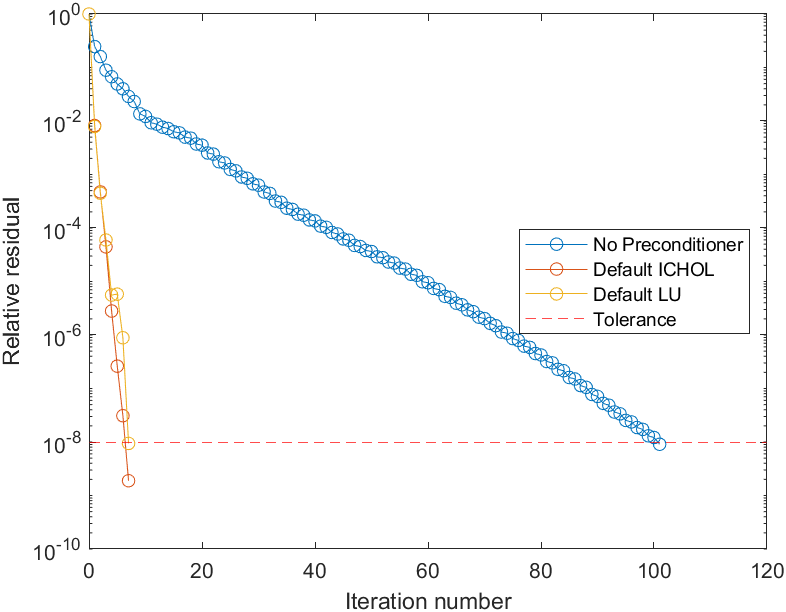 10^0
10^-2
10^-4
10^-6
10^-8
10^-10
Relative residual
No Preconditioner
Default ICHOL
Default LU
Tolerance
0 20 40 60 80 100 120
Iteration number